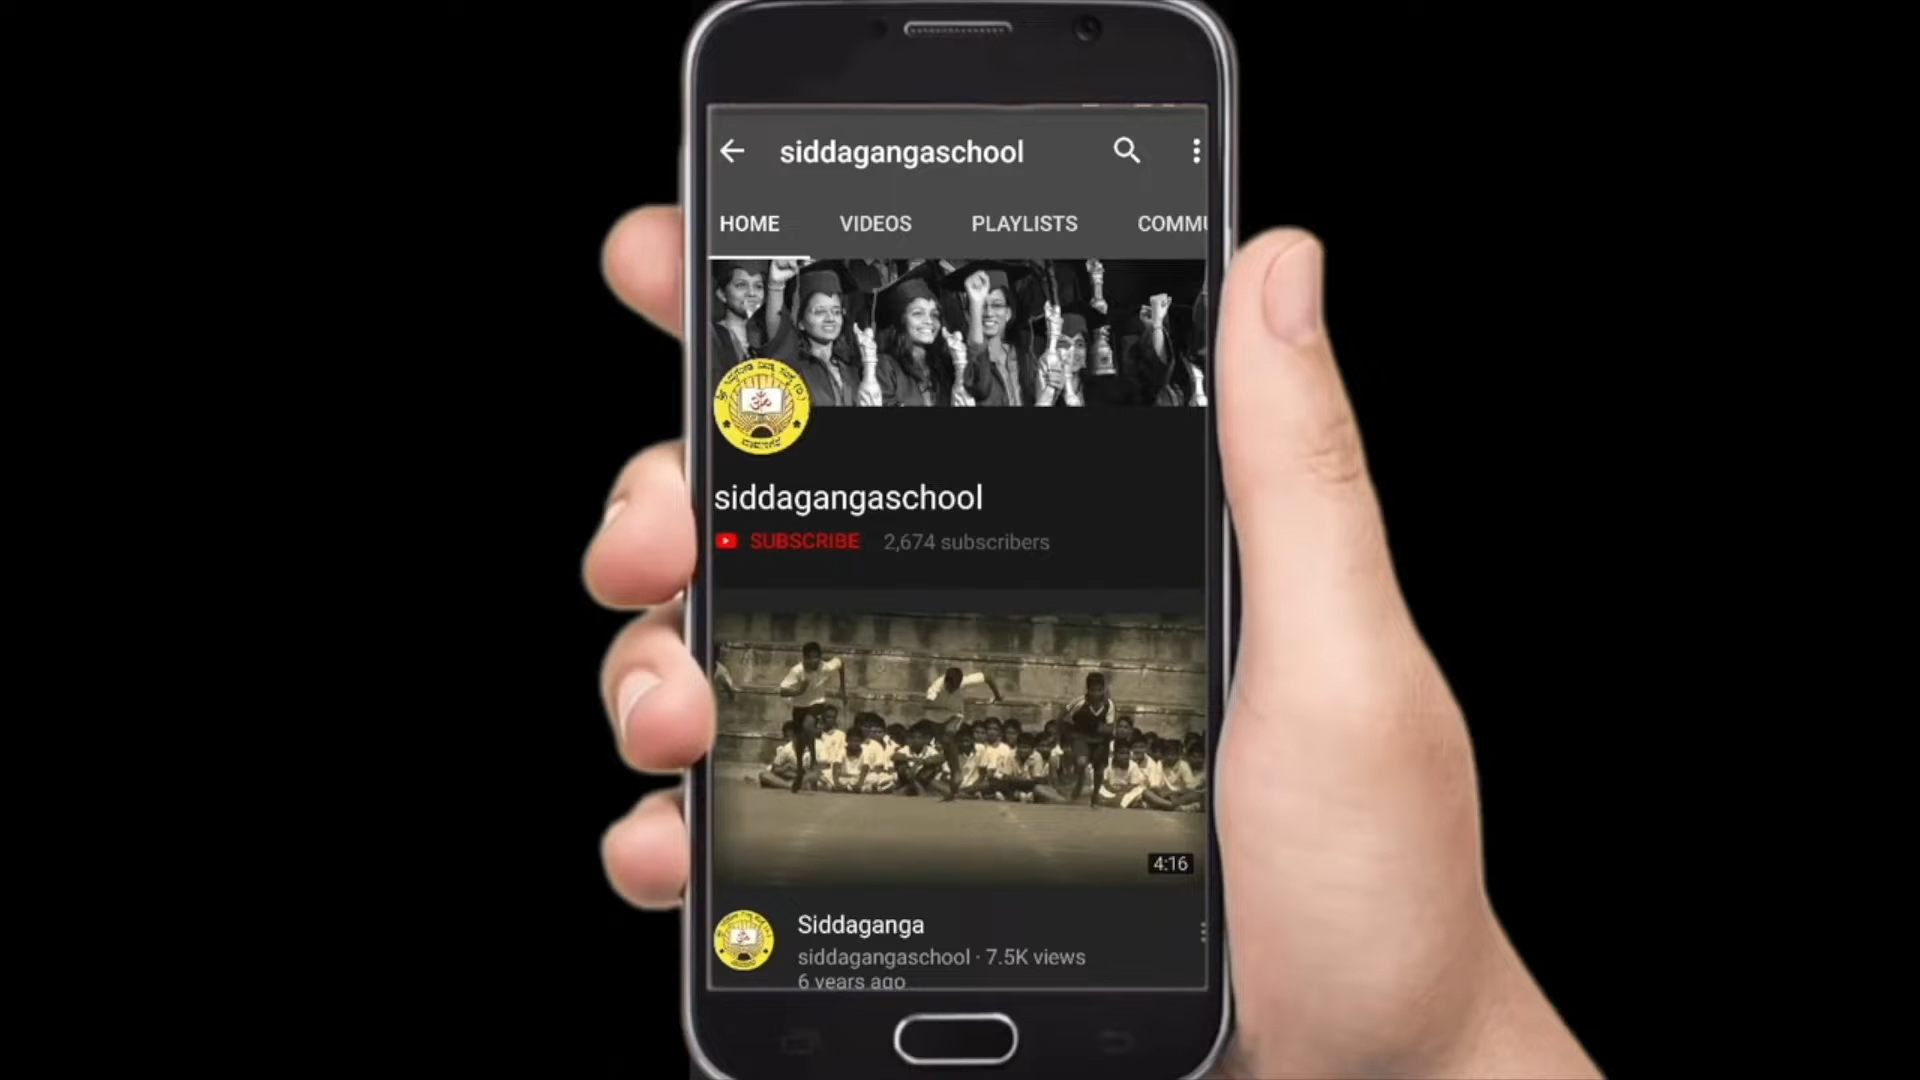 siddagangaschool
HOME VIDEOS PLAYLISTS COMMU
siddagangaschool
SUBSCRIBE 2,674 subscribers
4:16
Siddaganga
siddagangaschool · 7.5K views
6 years ago